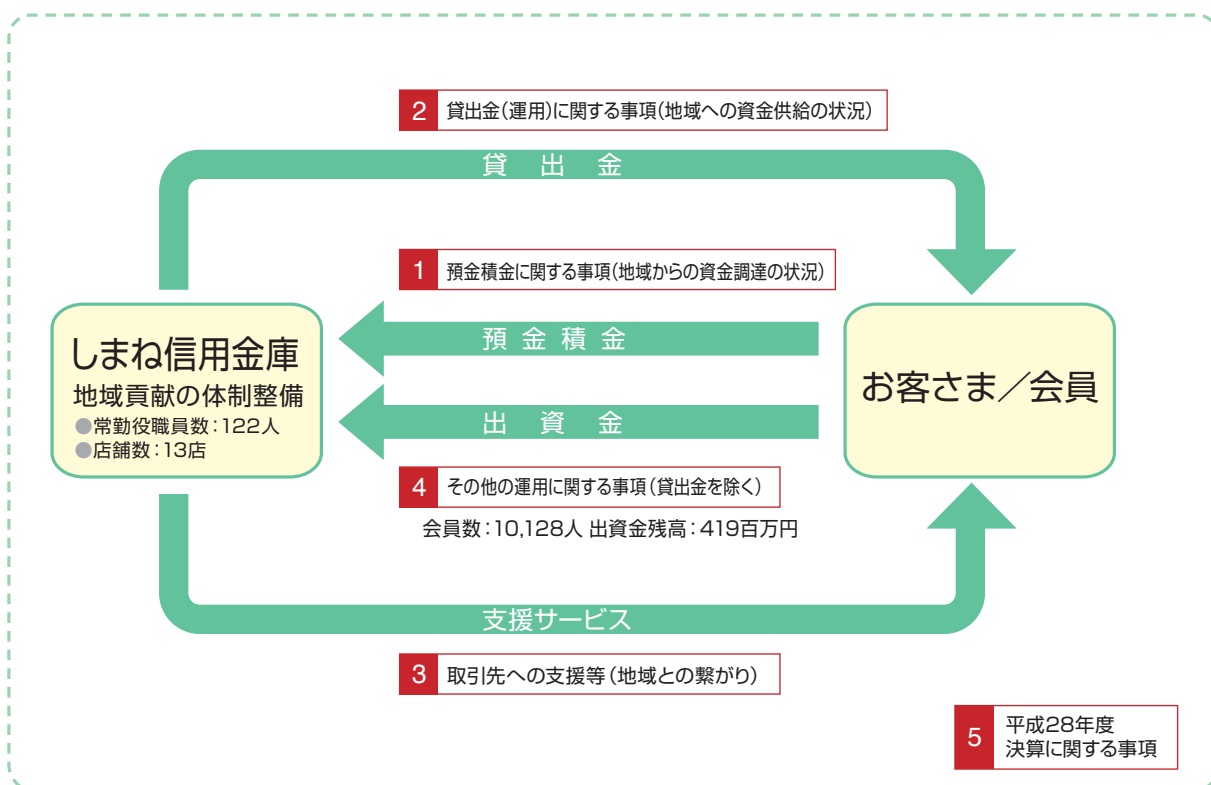 2 貸出金(運用)に関する事項(地域への資金供給の状況)
貸出金
1 預金積金に関する事項(地域からの資金調達の状況)
預金積金
しまね信用金庫
地域貢献の体制整備
●常勤役職員数:122人
●店舗数:13店
お客さま/会員
出資金
4 その他の運用に関する事項(貸出金を除く)
会員数:10,128人 出資金残高:419百万円
支援サービス
3 取引先への支援等(地域との繋がり)
5 平成28年度
決算に関する事項